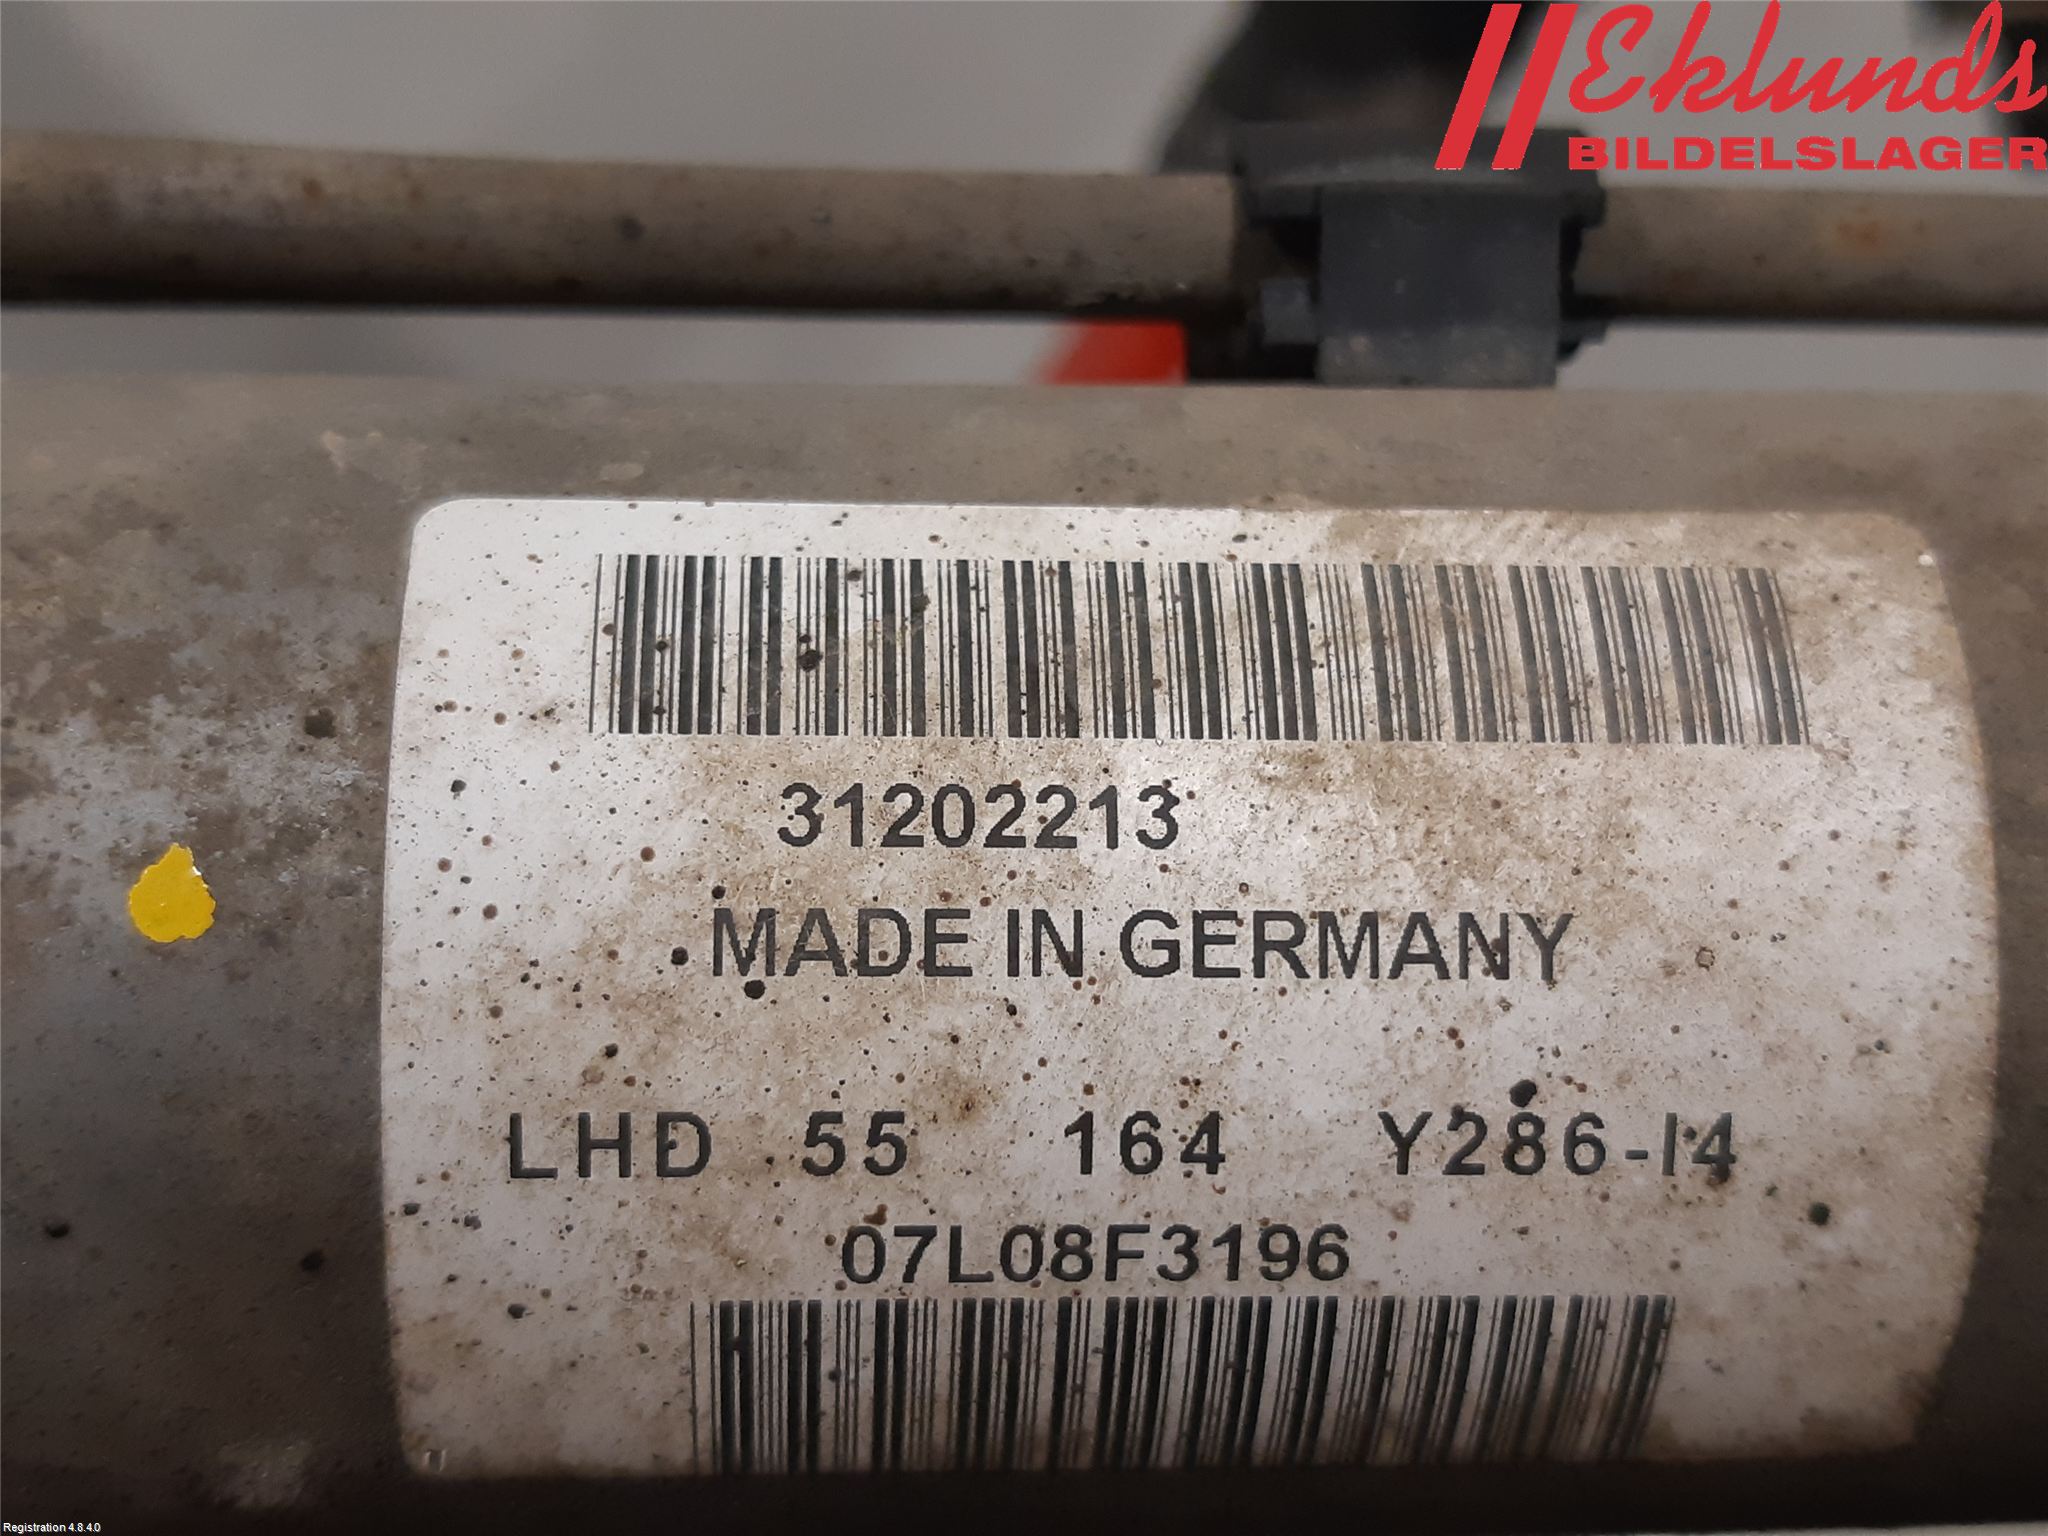 Eklunds
BILDELSLAGER
31202213
MADE IN GERMANY
LHD 55 164 Y286-I4
07L08F3196
Registration 4.8.4.0